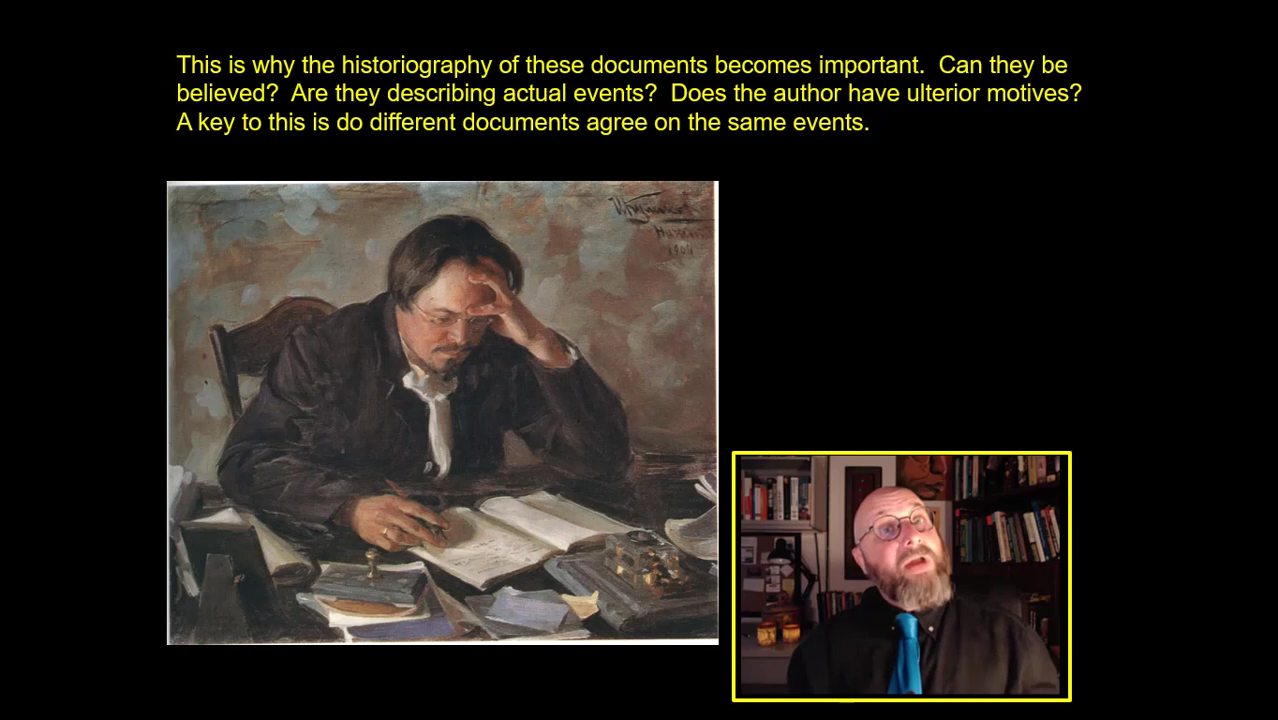 This is why the historiography of these documents becomes important.  Can they be
believed?  Are they describing actual events?  Does the author have ulterior motives?
A key to this is do different documents agree on the same events.